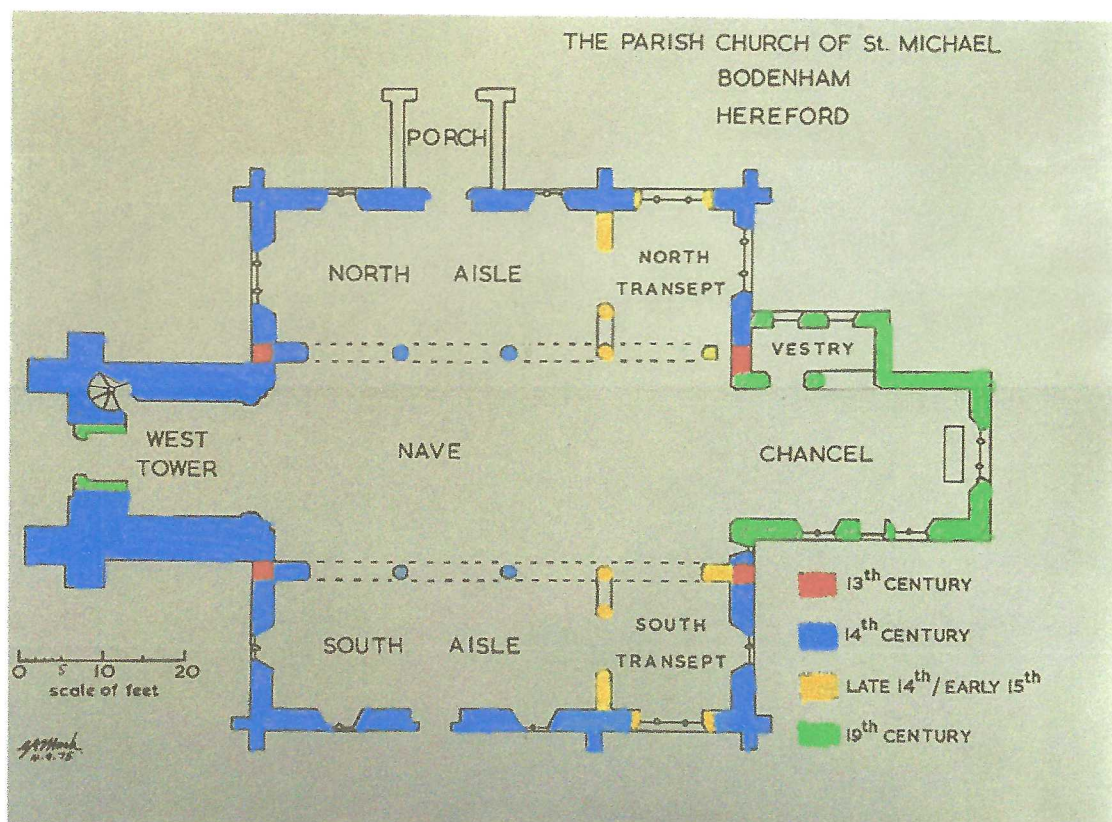 THE PARISH CHURCH OF St. MICHAEL
BODENHAM
HEREFORD
PORCH
NORTH AISLE
NORTH
TRANSEPT
VESTRY
WEST
TOWER
NAVE
CHANCEL
SOUTH AISLE
SOUTH
TRANSEPT
13th CENTURY
14th CENTURY
LATE 14th / EARLY 15th
19th CENTURY
0 5 10 20
scale of feet